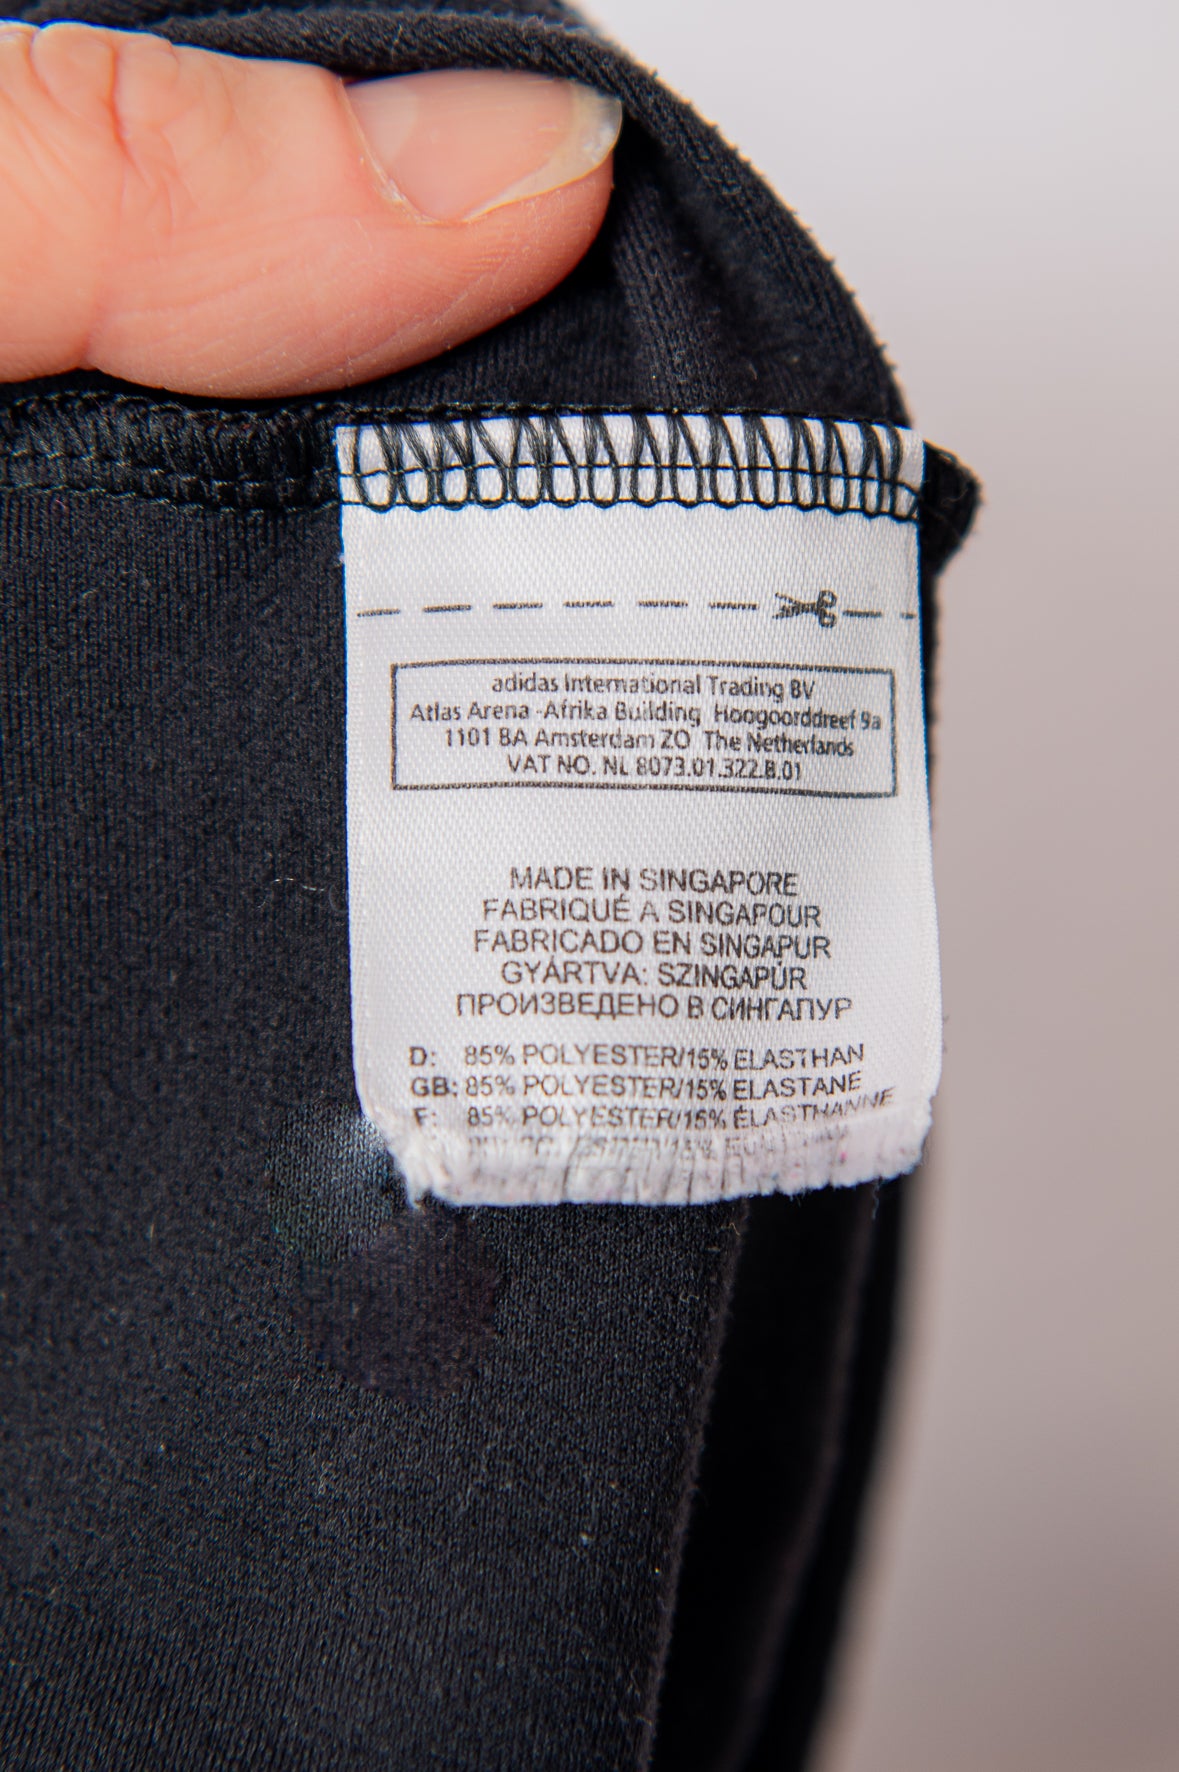 adidas International Trading BV
Atlas Arena -Afrika Building Hoogoorddreef 9a
1101 BA Amsterdam ZO The Netherlands
VAT NO. NL 8073.01.322.B.01
MADE IN SINGAPORE
FABRIQUÉ A SINGAPOUR
FABRICADO EN SINGAPUR
GYÁRTVA: SZINGAPÚR
ПРОИЗВЕДЕНО В СИНГАПУР
D: 85% POLYESTER/15% ELASTHAN
GB: 85% POLYESTER/15% ELASTANE
F: 85% POLYESTER/15% ÉLASTHANNE